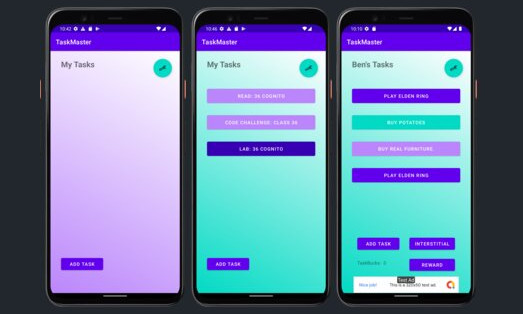 10:42
TaskMaster
My Tasks
ADD TASK
10:46
TaskMaster
My Tasks
READ: 36 COGNITO
CODE CHALLENGE: CLASS 36
LAB: 36 COGNITO
ADD TASK
10:10
TaskMaster
Ben's Tasks
PLAY ELDEN RING
BUY POTATOES
BUY REAL FURNITURE
PLAY ELDEN RING
ADD TASK
INTERSTITIAL
REWARD
Test Ad
Nice job!
This is a 320x50 test ad